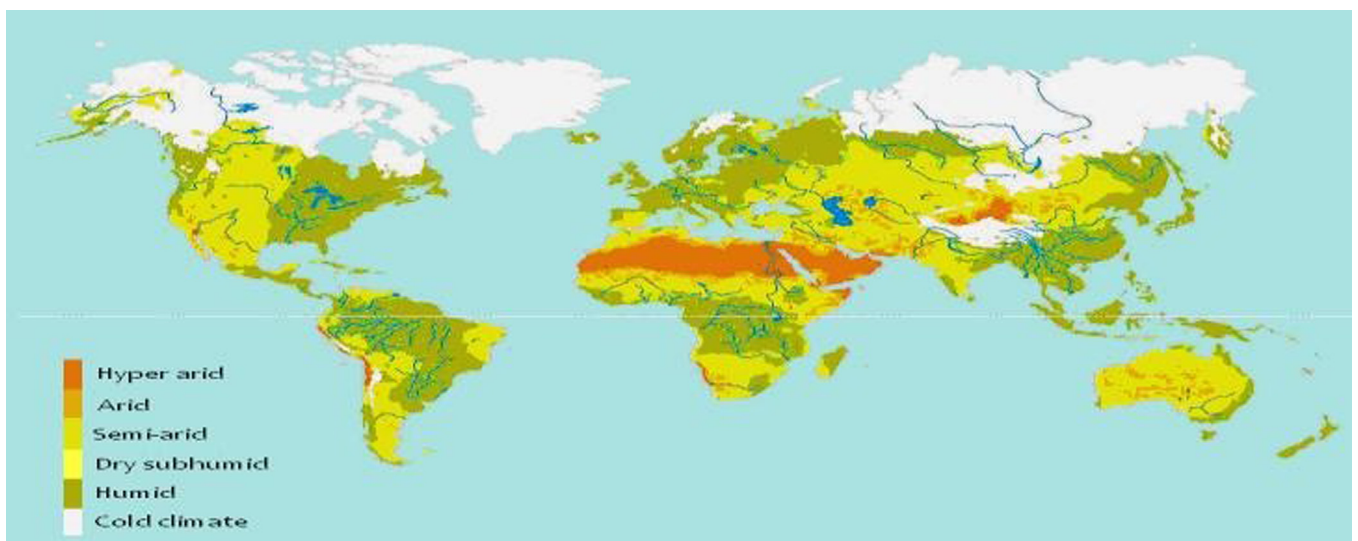 Hyper arid
Arid
Semi-arid
Dry subhumid
Humid
Cold climate